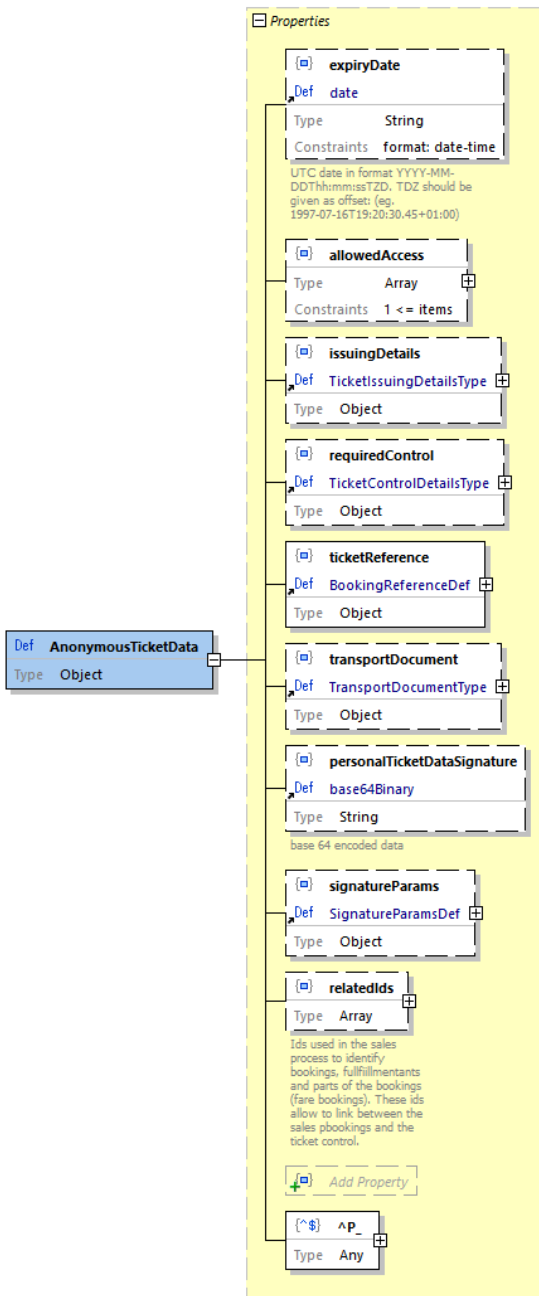 Properties
expiryDate
Def date
Type String
Constraints format: date-time
UTC date in format YYYY-MM-
DDThh:mm:ssTZD. TDZ should be
given as offset: (eg.
1997-07-16T19:20:30.45+01:00)
allowedAccess
Type Array
Constraints 1 <= items
issuingDetails
Def TicketIssuingDetailsType
Type Object
requiredControl
Def TicketControlDetailsType
Type Object
ticketReference
Def BookingReferenceDef
Type Object
Def AnonymousTicketData
Type Object
transportDocument
Def TransportDocumentType
Type Object
personalTicketDataSignature
Def base64Binary
Type String
base 64 encoded data
signatureParams
Def SignatureParamsDef
Type Object
relatedIds
Type Array
Ids used in the sales
process to identify
bookings, fullfiillmentants
and parts of the bookings
(fare bookings). These ids
allow to link between the
sales pbookings and the
ticket control.
Add Property
{^$} ^P_
Type Any